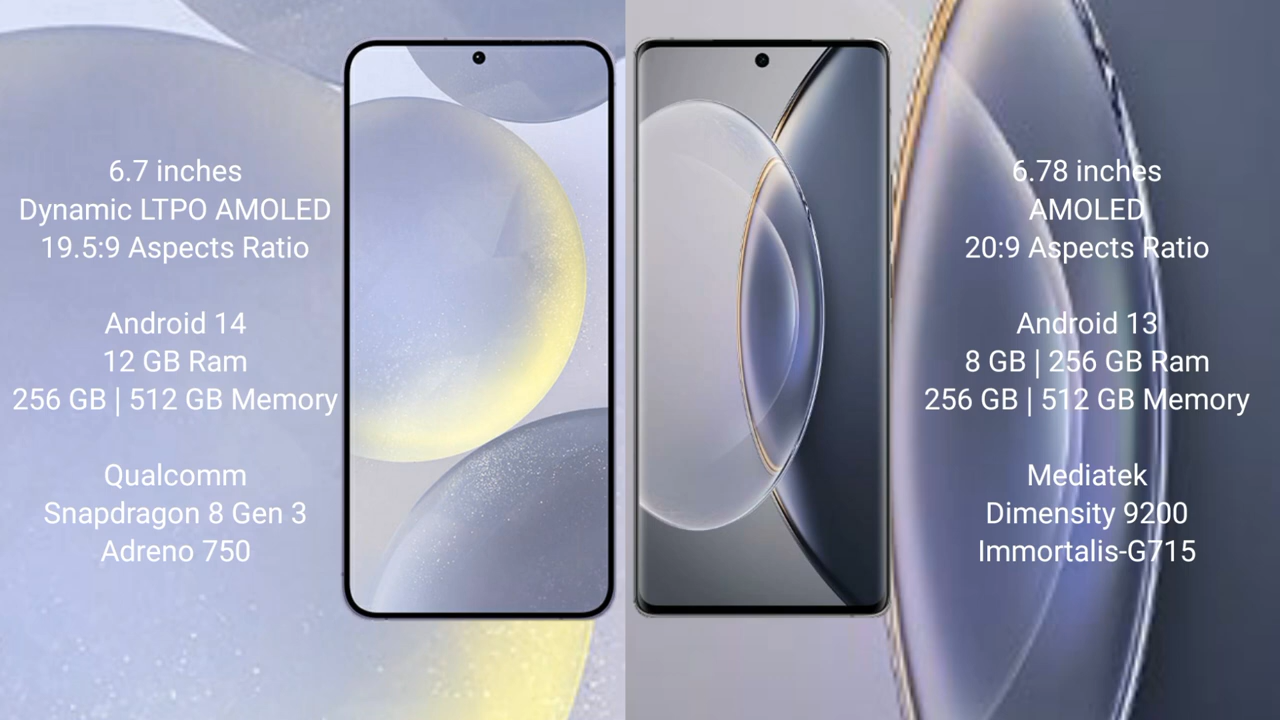 6.7 inches
Dynamic LTPO AMOLED
19.5:9 Aspects Ratio
Android 14
12 GB Ram
256 GB | 512 GB Memory
Qualcomm
Snapdragon 8 Gen 3
Adreno 750
6.78 inches
AMOLED
20:9 Aspects Ratio
Android 13
8 GB | 256 GB Ram
256 GB | 512 GB Memory
Mediatek
Dimensity 9200
Immortalis-G715